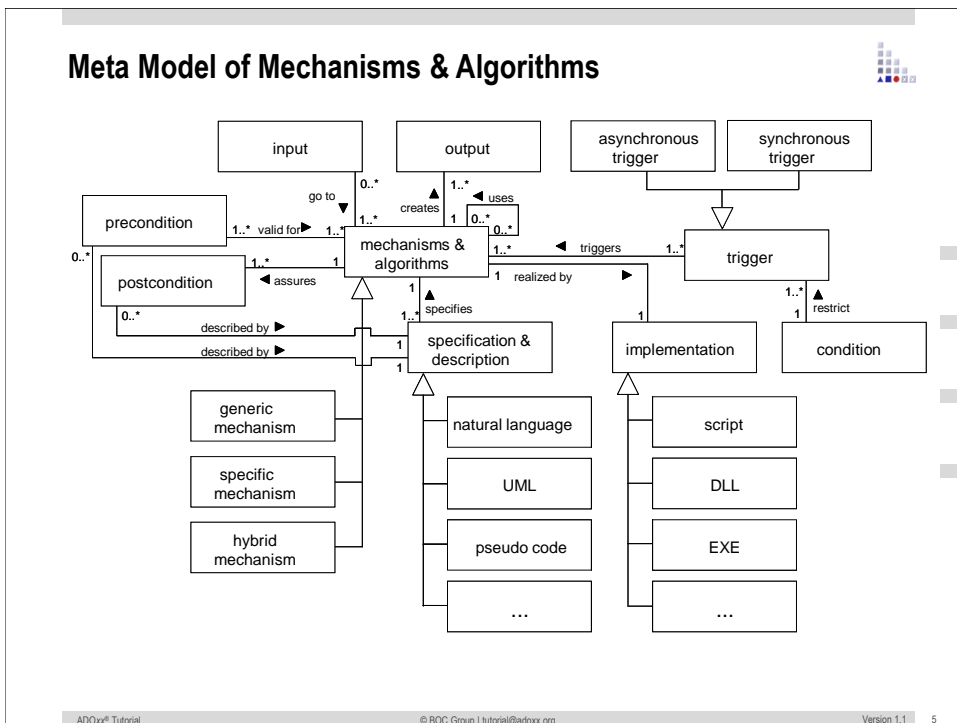 Meta Model of Mechanisms & Algorithms
input
output
asynchronous
trigger
synchronous
trigger
0..*
1..*
uses
go to
creates
0..*
0..*
1..*
1
precondition
1..*
valid for
1..*
mechanisms &
algorithms
1..*
triggers
1..*
trigger
0..*
postcondition
1..*
1
assures
1
realized by
1
specifies
1..*
restrict
1
0..*
described by
1..*
described by
1
1
specification &
description
1
implementation
condition
generic
mechanism
natural language
script
specific
mechanism
UML
DLL
hybrid
mechanism
pseudo code
EXE
...
...
ADOxx® Tutorial
© BOC Group | tutorial@adoxx.org
Version 1.1
5